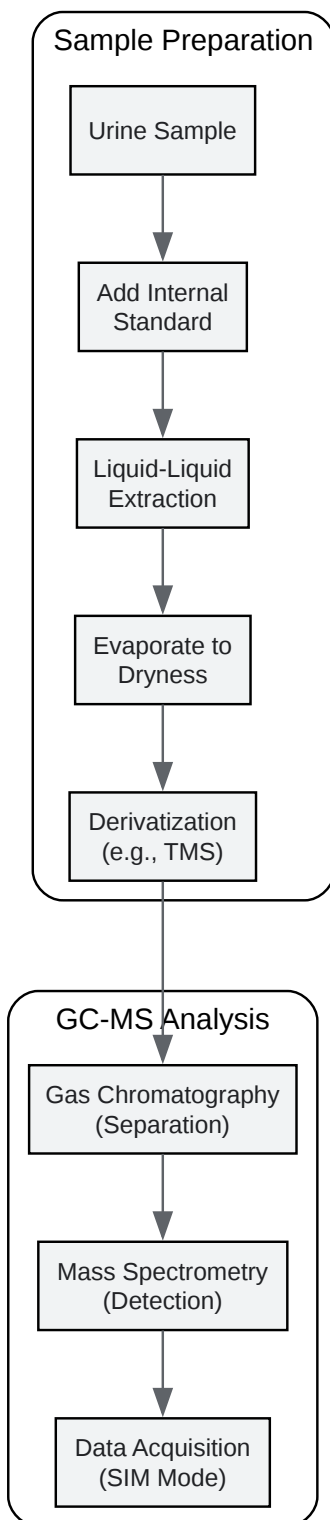 Sample Preparation
Urine Sample
Add Internal
Standard
Liquid-Liquid
Extraction
Evaporate to
Dryness
Derivatization
(e.g., TMS)
GC-MS Analysis
Gas Chromatography
(Separation)
Mass Spectrometry
(Detection)
Data Acquisition
(SIM Mode)